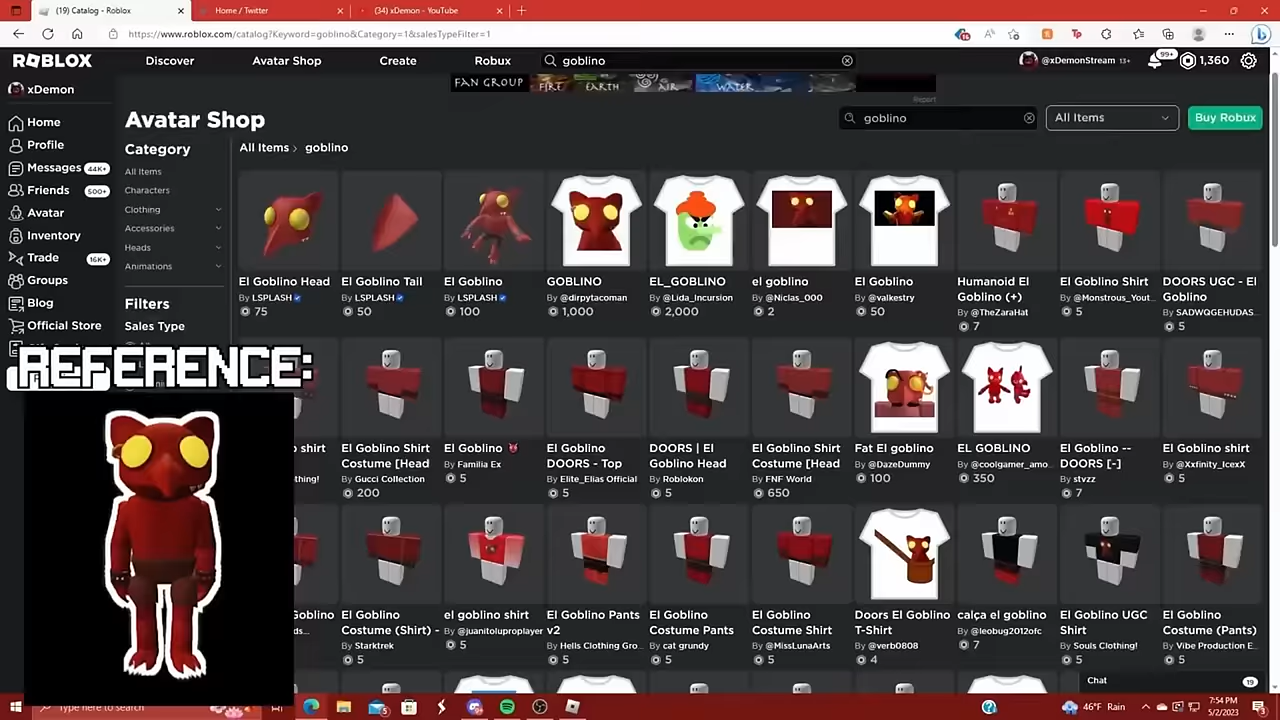 (19) Catalog - Roblox
Home / Twitter
(34) xDemon - YouTube
https://www.roblox.com/catalog?Keyword=goblino&Category=1&salesTypeFilter=1
ROBLOX
Discover
Avatar Shop
Create
Robux
goblino
@xDemonStream 13+
99+
1,360
FAN GROUP
FIRE
EARTH
AIR
WATER
Report
xDemon
Home
Profile
Messages 44K+
Friends 500+
Avatar
Inventory
Trade 16K+
Groups
Blog
Official Store
Avatar Shop
goblino
All Items
Buy Robux
Category
All Items
Characters
Clothing
Accessories
Heads
Animations
Filters
Sales Type
All Items > goblino
El Goblino Head
By LSPLASH
75
El Goblino Tail
By LSPLASH
50
El Goblino
By LSPLASH
100
GOBLINO
By @dirpytacoman
1,000
EL_GOBLINO
By @Lida_Incursion
2,000
el goblino
By @Niclas_000
2
El Goblino
By @valkestry
50
Humanoid El
Goblino (+)
By @TheZaraHat
7
El Goblino Shirt
By @Monstrous_Yout...
5
DOORS UGC - El
Goblino
By SADWQGEHUDAS...
5
REFERENCE:
shirt
El Goblino Shirt
Costume [Head
By Gucci Collection
200
El Goblino
By Familia Ex
5
El Goblino
DOORS - Top
By Elite_Elias Official
5
DOORS | El
Goblino Head
By Roblokon
5
El Goblino Shirt
Costume [Head
By FNF World
650
Fat El goblino
By @DazeDummy
100
EL GOBLINO
By @coolgamer_amo...
350
El Goblino --
DOORS [-]
By stvzz
7
El Goblino shirt
By @Xxfinity_IcexX
5
El Goblino
Costume (Shirt) -
By Starktrek
5
el goblino shirt
By @juanitoluproplayer
5
El Goblino Pants
v2
By Hells Clothing Gro...
5
El Goblino
Costume Pants
By cat grundy
5
El Goblino
Costume Shirt
By @MissLunaArts
5
Doors El Goblino
T-Shirt
By @verb0808
4
calça el goblino
By @leobug2012ofc
7
El Goblino UGC
Shirt
By Souls Clothing!
5
El Goblino
Costume (Pants)
By Vibe Production E...
5
Chat
19
Type here to search
46°F Rain
7:54 PM
5/2/2023